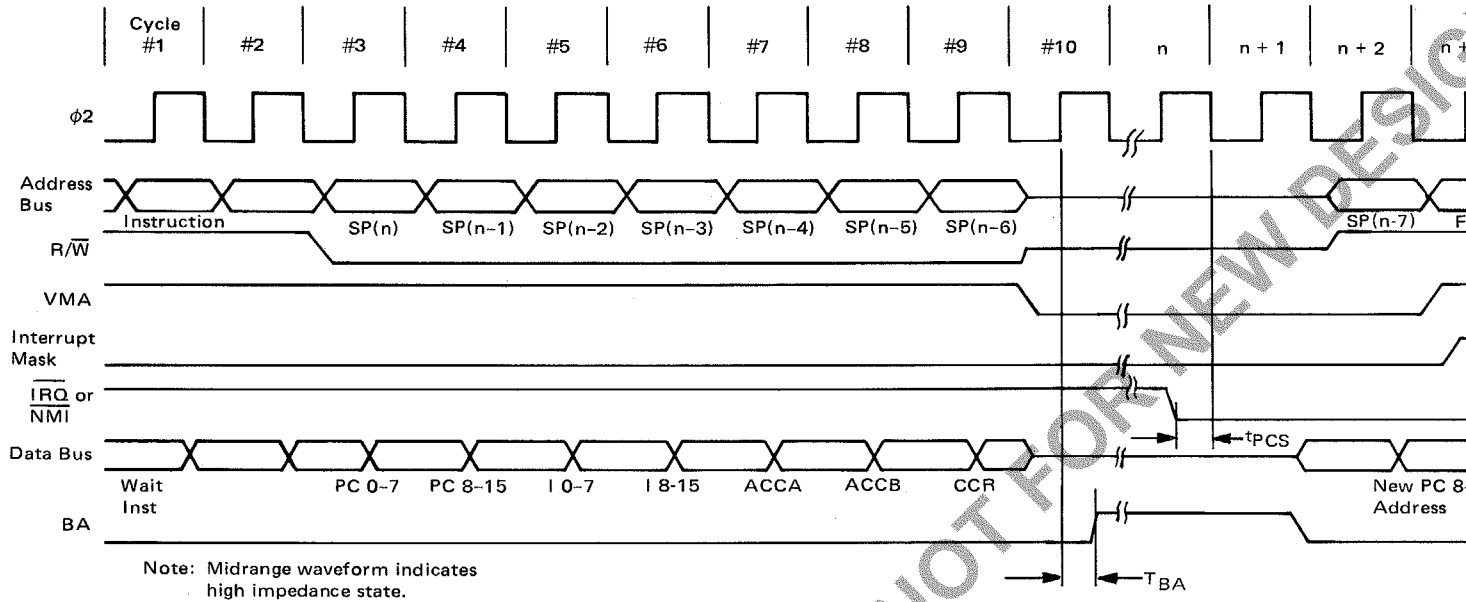 Cycle
#1 #2 #3 #4 #5 #6 #7 #8 #9 #10 n n + 1 n + 2 n +
φ2
Address
Bus
Instruction SP(n) SP(n-1) SP(n-2) SP(n-3) SP(n-4) SP(n-5) SP(n-6) SP(n-7) F
R/W̅
VMA
Interrupt
Mask
I̅R̅Q̅ or
N̅M̅I̅
tPCS
Data Bus
Wait
Inst
PC 0-7 PC 8-15 I 0-7 I 8-15 ACCA ACCB CCR
New PC 8-
Address
BA
TBA
Note: Midrange waveform indicates
high impedance state.
NOT FOR NEW DESIG